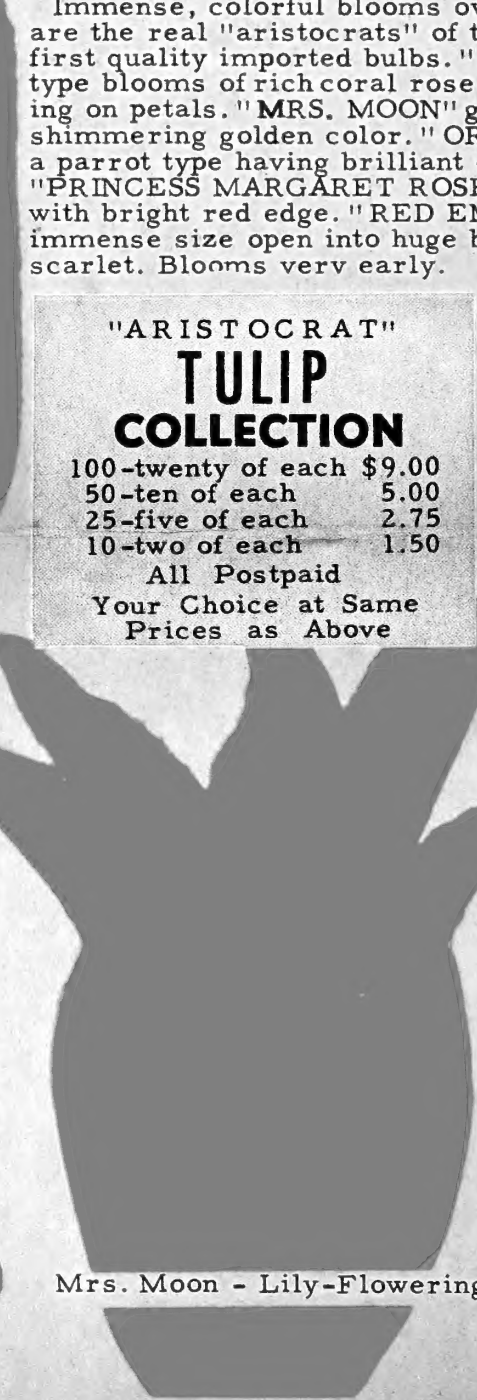 Immense, colorful blooms
are the real "aristocrats" of
first quality imported bulbs. "
type blooms of rich coral rose
ing on petals. "MRS. MOON"
shimmering golden color. "
a parrot type having brilliant
"PRINCESS MARGARET ROSE
with bright red edge. "RED
immense size open into huge
scarlet. Blooms very early.
"ARISTOCRAT"
TULIP
COLLECTION
100-twenty of each $9.00
50-ten of each 5.00
25-five of each 2.75
10-two of each 1.50
All Postpaid
Your Choice at Same
Prices as Above
Mrs. Moon - Lily-Flowering